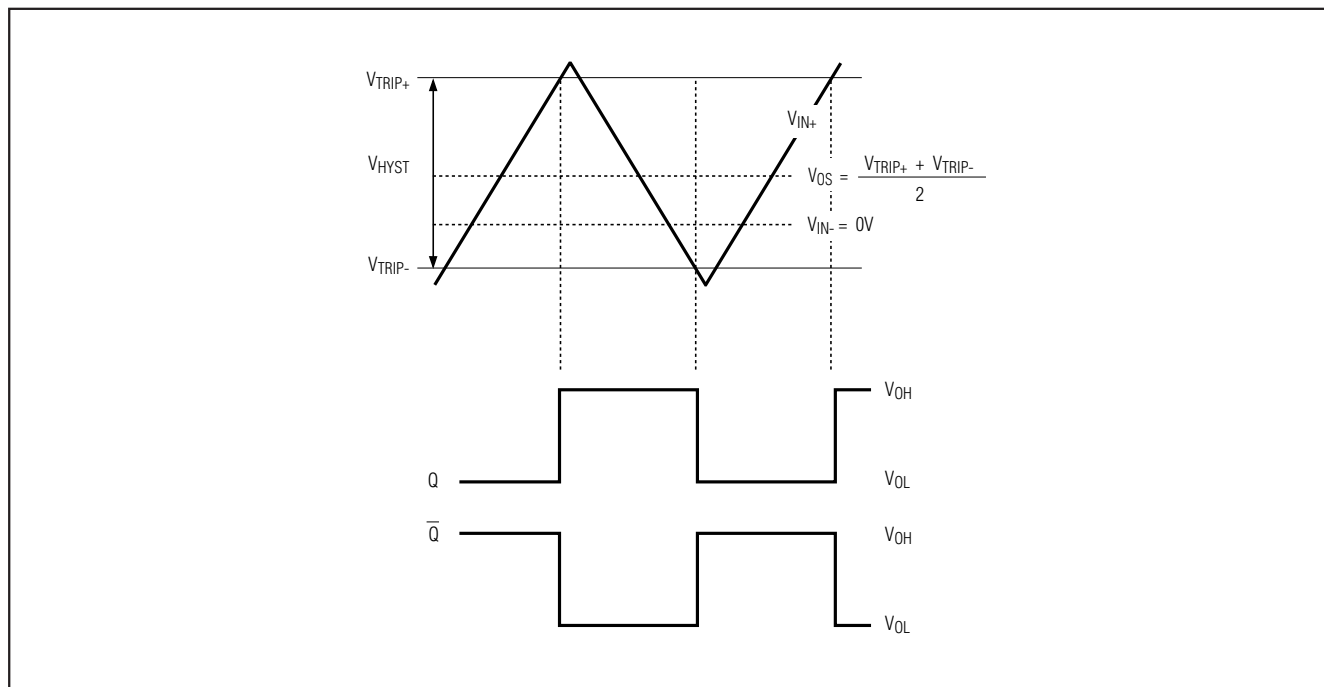 VTRIP+
VIN+
VHYST
VOS = VTRIP+ + VTRIP-
2
VIN- = 0V
VTRIP-
VOH
Q VOL
Q̅ VOH
VOL